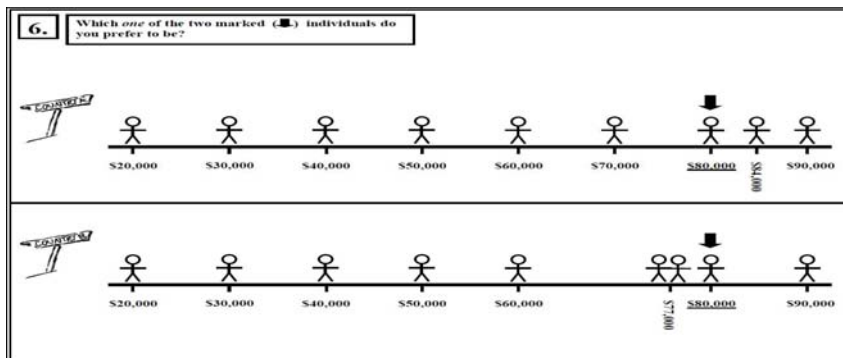 6.
Which one of the two marked ( ) individuals do
you prefer to be?
COUNTRY
$20,000 $30,000 $40,000 $50,000 $60,000 $70,000 $80,000 $84,000 $90,000
COUNTRY
$20,000 $30,000 $40,000 $50,000 $60,000 $77,000 $80,000 $90,000